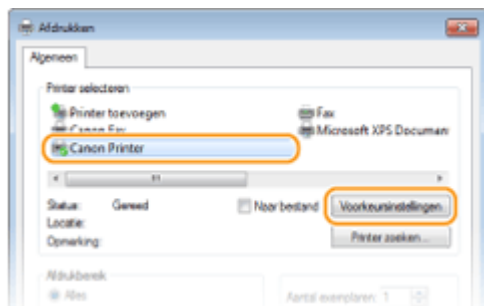 Afdrukken
Algemeen
Printer selecteren
Printer toevoegen
Fax
Canon Fax
Microsoft XPS Documen
Canon Printer
Status: Gereed
Naar bestand
Voorkeursinstellingen
Locatie:
Opmerking:
Printer zoeken...
Afdrukbereik
Alles
Aantal exemplaren: 1